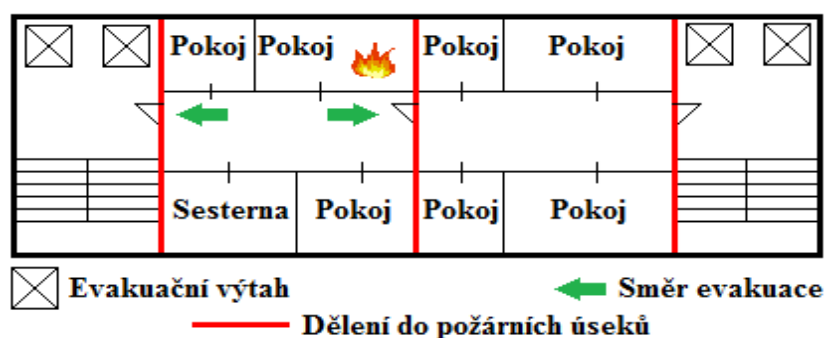 Pokoj Pokoj Pokoj Pokoj
Sesterna Pokoj Pokoj Pokoj
Evakuační výtah Směr evakuace
Dělení do požárních úseků